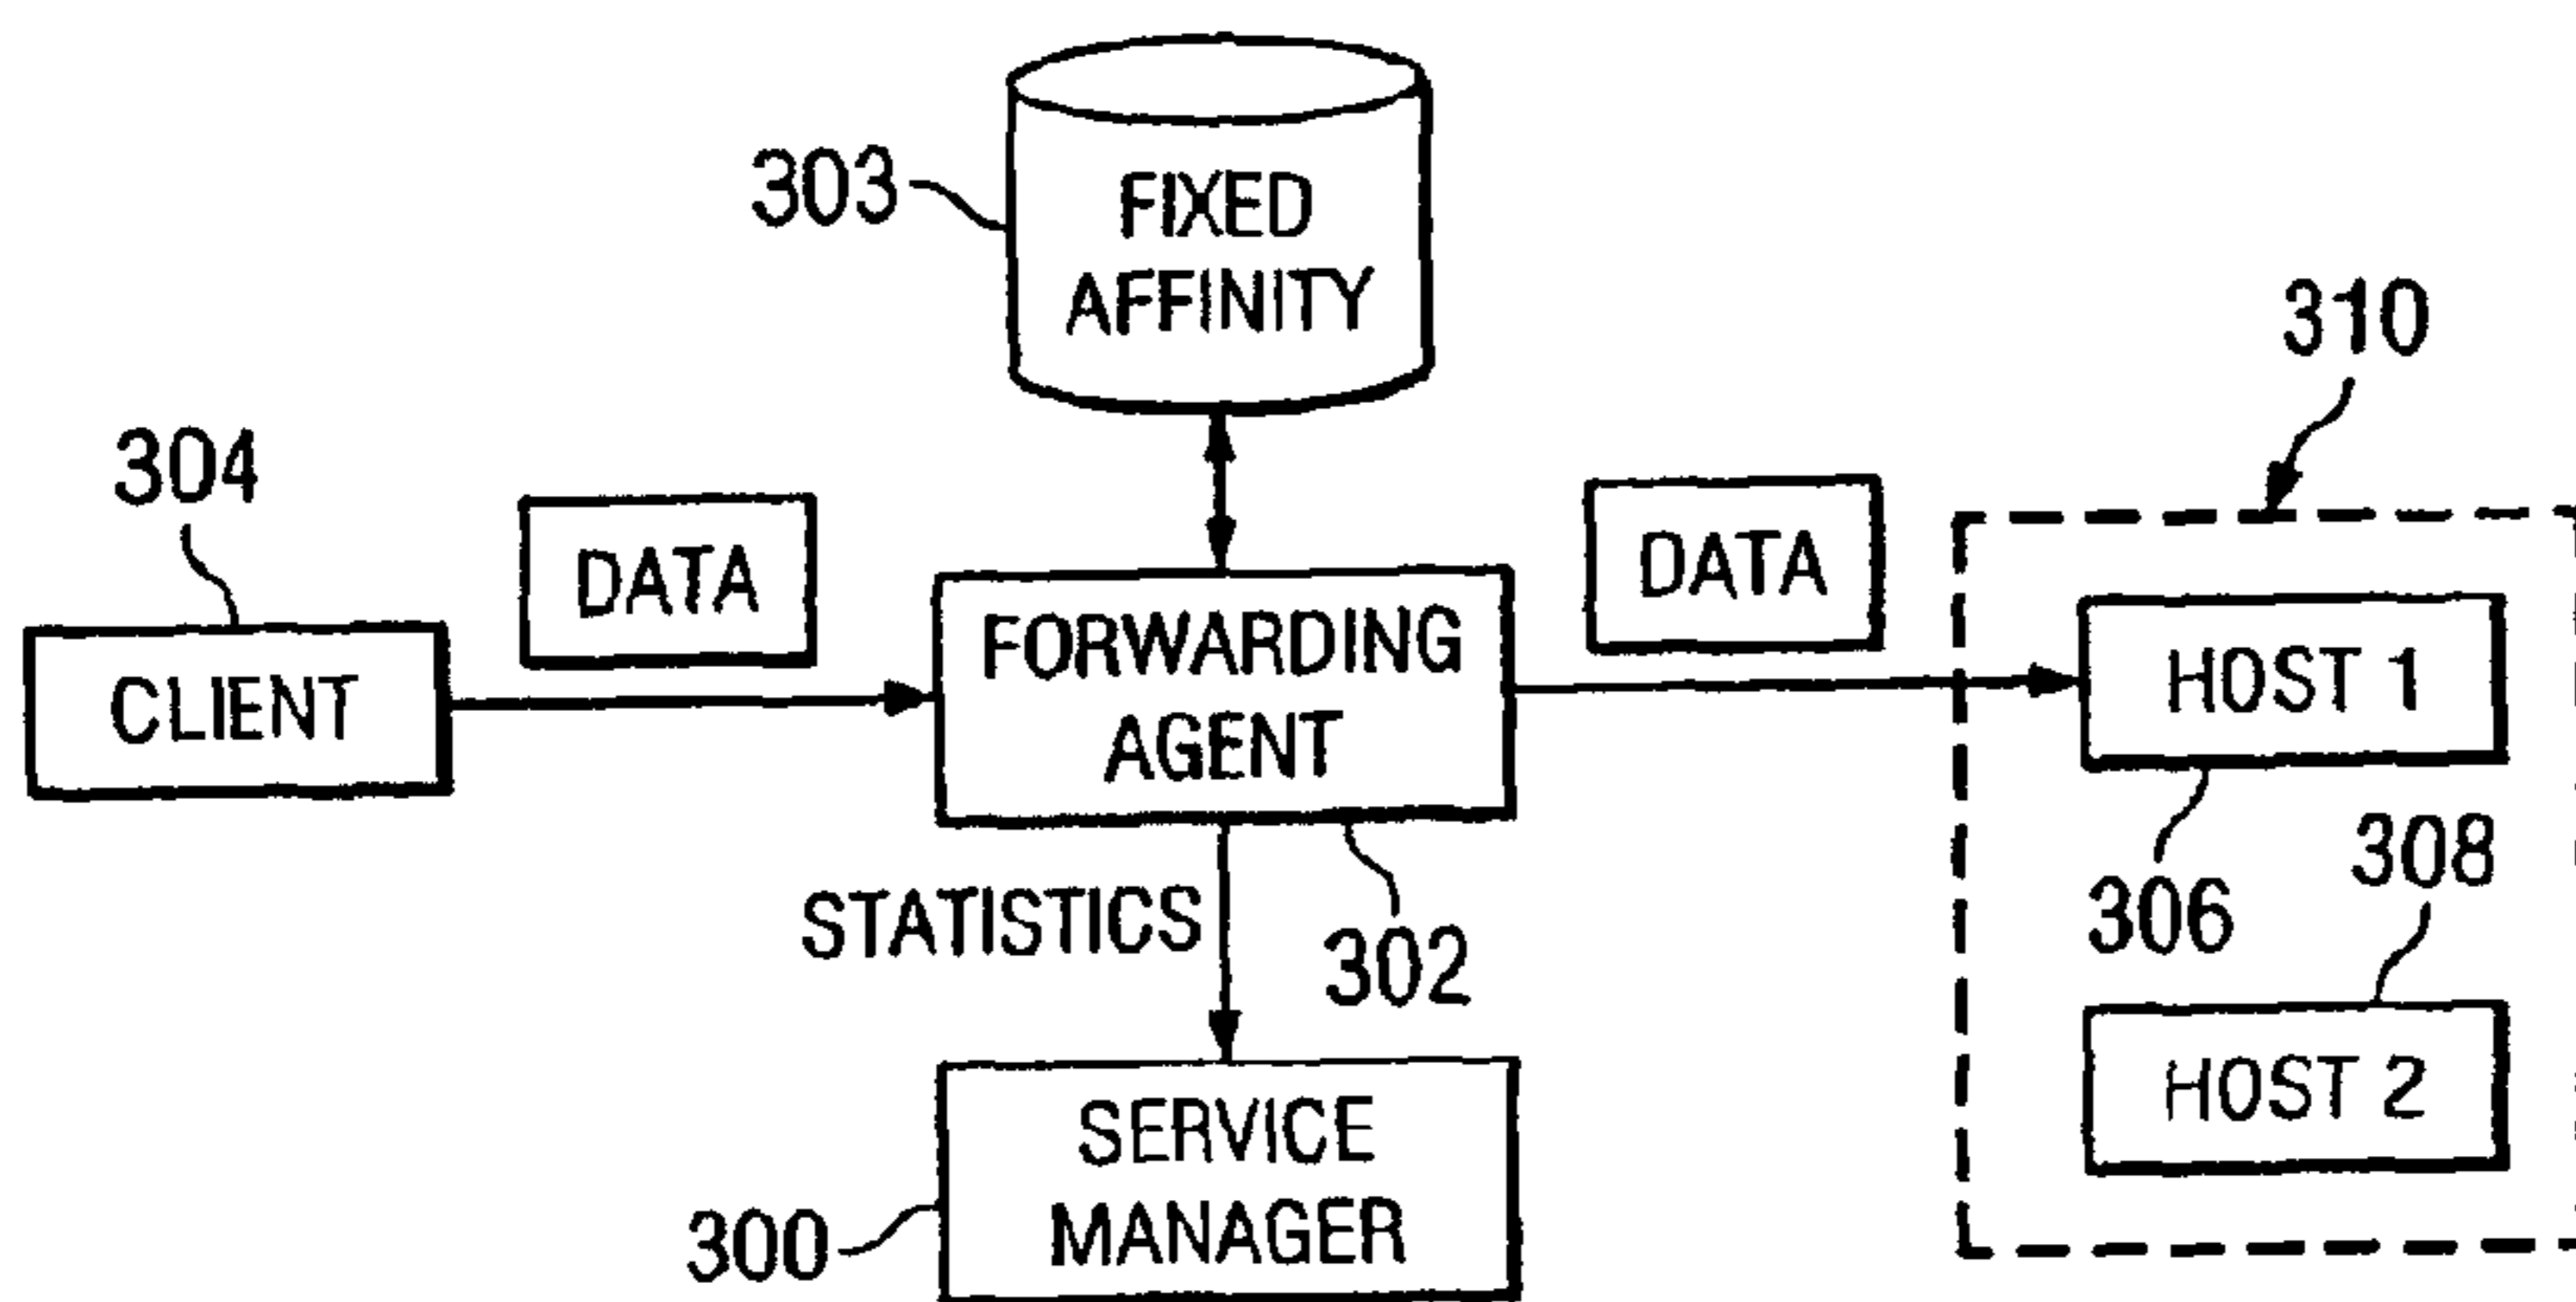 303
FIXED
AFFINITY
310
304
DATA
DATA
CLIENT
FORWARDING
AGENT
HOST 1
306
308
STATISTICS
302
HOST 2
SERVICE
MANAGER
300